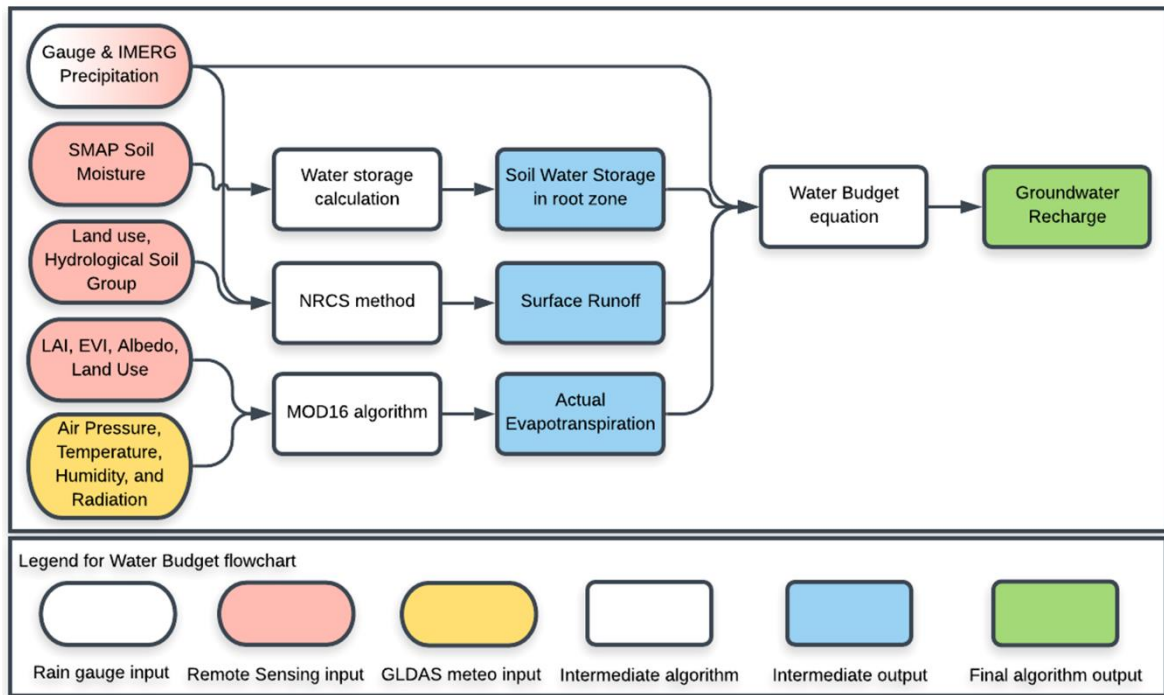 Gauge & IMERG
Precipitation
SMAP Soil
Moisture
Water storage
calculation
Soil Water Storage
in root zone
Water Budget
equation
Groundwater
Recharge
Land use,
Hydrological Soil
Group
NRCS method
Surface Runoff
LAI, EVI, Albedo,
Land Use
MOD16 algorithm
Actual
Evapotranspiration
Air Pressure,
Temperature,
Humidity, and
Radiation
Legend for Water Budget flowchart
Rain gauge input
Remote Sensing input
GLDAS meteo input
Intermediate algorithm
Intermediate output
Final algorithm output